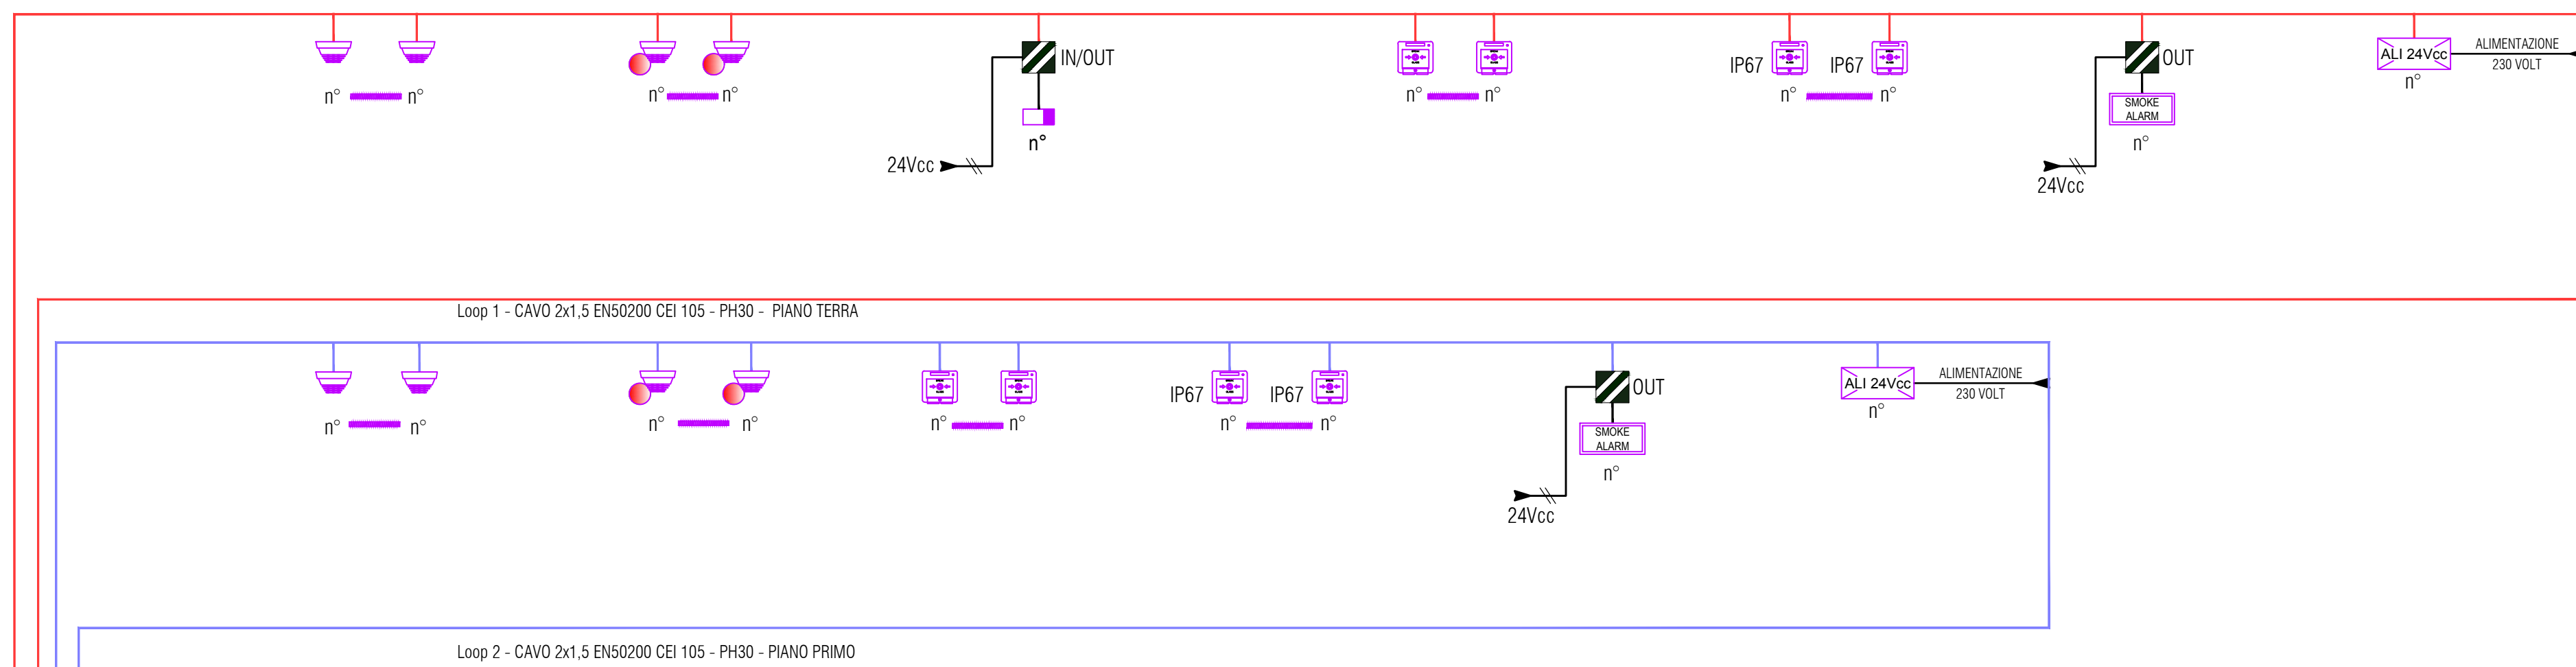 IN/OUT
IP67 IP67
OUT
ALI 24Vcc
ALIMENTAZIONE
230 VOLT
n° n° n° n° n° n° n° n° n°
SMOKE
ALARM
n° n°
24Vcc
24Vcc
Loop 1 - CAVO 2x1,5 EN50200 CEI 105 - PH30 - PIANO TERRA
IP67 IP67
OUT
ALI 24Vcc
ALIMENTAZIONE
230 VOLT
n° n° n° n° n° n° n° n° n°
SMOKE
ALARM
n°
24Vcc
Loop 2 - CAVO 2x1,5 EN50200 CEI 105 - PH30 - PIANO PRIMO